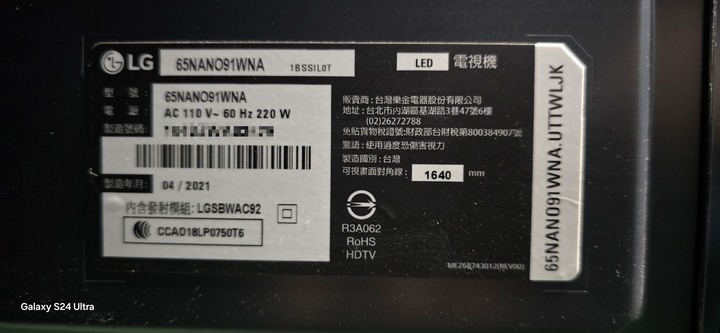 LG 65NANO91WNA 1BSSIL0T LED 電視機
型號: 65NANO91WNA
電源: AC 110 V~ 60 Hz 220 W
製造號碼:
製造年月: 04 / 2021
內含發射模組: LGSBWAC92
CCAO18LP0750T6
販賣商:台灣樂金電器股份有限公司
地址:台北市內湖區基湖路3巷47號6樓
(02)26272788
免貼貨物稅證號:財政部台財稅第800384907號
警語:使用過度恐傷害視力
製造國別:台灣
可視畫面對角線: 1640 mm
R3A062
RoHS
HDTV
MEZ68743012(REV00)
65NANO91WNA.UTTWLJK
Galaxy S24 Ultra